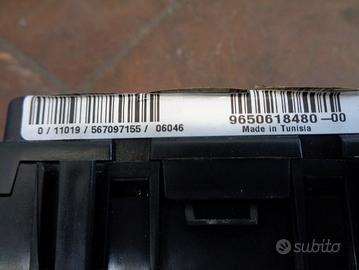 0 / 11019 / 567097155 / 06046
9650618480-00
Made in Tunisia
subito